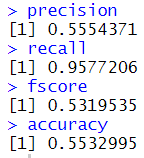 > precision
[1] 0.5554371
> recall
[1] 0.9577206
> fscore
[1] 0.5319535
> accuracy
[1] 0.5532995